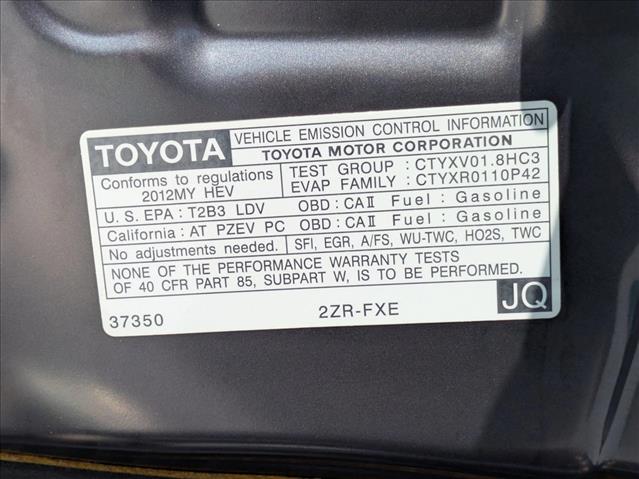 TOYOTA
VEHICLE EMISSION CONTROL INFORMATION
TOYOTA MOTOR CORPORATION
Conforms to regulations
2012MY HEV
TEST GROUP : CTYXV01.8HC3
EVAP FAMILY : CTYXR0110P42
U.S. EPA : T2B3 LDV OBD : CAⅡ Fuel : Gasoline
California : AT PZEV PC OBD : CAⅡ Fuel : Gasoline
No adjustments needed. SFI, EGR, A/FS, WU-TWC, HO2S, TWC
NONE OF THE PERFORMANCE WARRANTY TESTS
OF 40 CFR PART 85, SUBPART W, IS TO BE PERFORMED.
37350 2ZR-FXE JQ